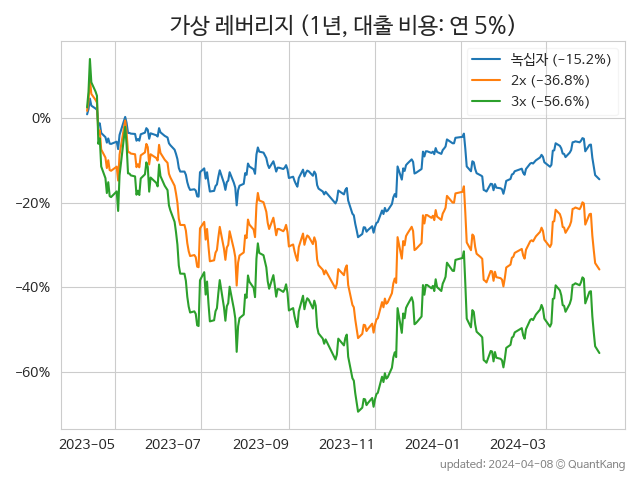 가상 레버리지 (1년, 대출 비용: 연 5%)
녹십자 (−15.2%)
2x (−36.8%)
3x (−56.6%)
0%
−20%
−40%
−60%
2023−05 2023−07 2023−09 2023−11 2024−01 2024−03
updated: 2024−04−08 © QuantKang